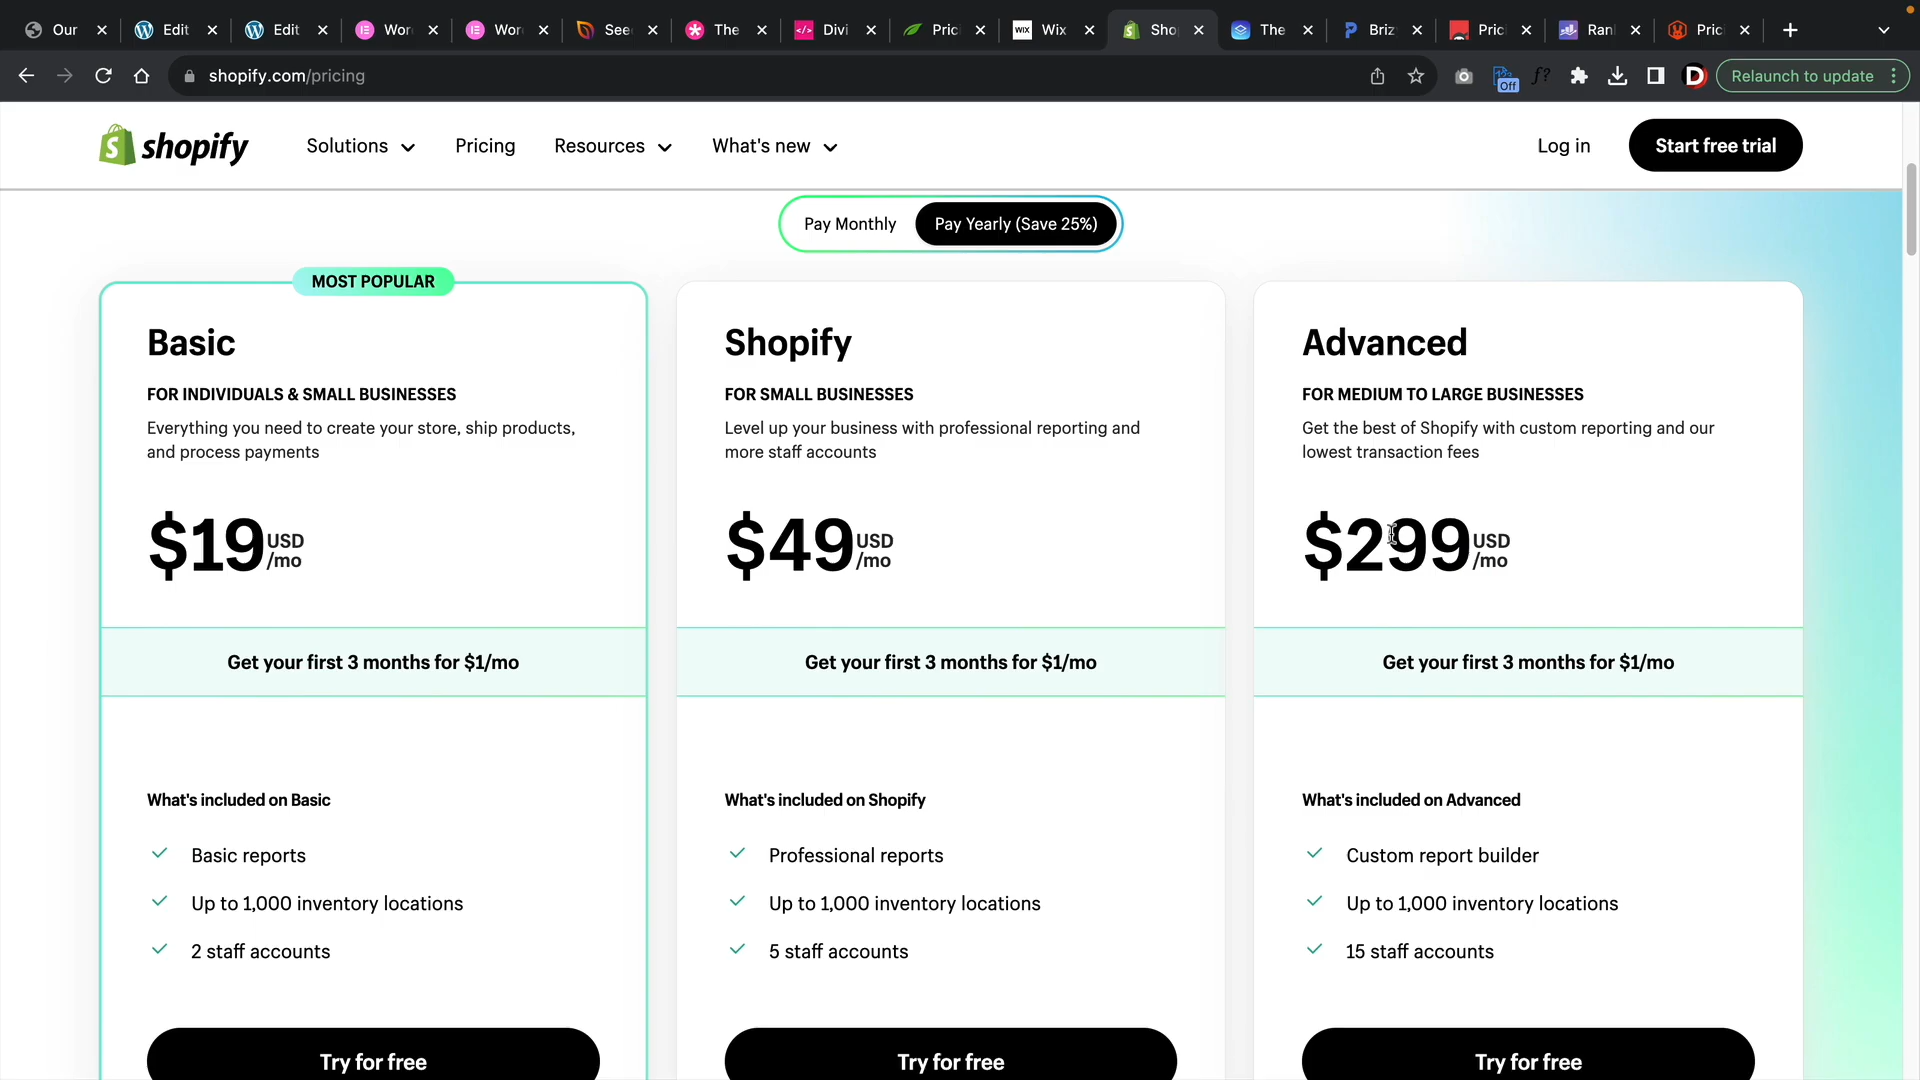 Our
Edit
Edit
Wor
Wor
See
The
Divi
Pric
WIX Wix
Sho
The
Briz
Pric
Ran
Pric
shopify.com/pricing
Off
f?
D
Relaunch to update
shopify
Solutions
Pricing
Resources
What's new
Log in
Start free trial
Pay Monthly
Pay Yearly (Save 25%)
MOST POPULAR
Basic
FOR INDIVIDUALS & SMALL BUSINESSES
Everything you need to create your store, ship products,
and process payments
$19 USD
/mo
Get your first 3 months for $1/mo
What's included on Basic
Basic reports
Up to 1,000 inventory locations
2 staff accounts
Try for free
Shopify
FOR SMALL BUSINESSES
Level up your business with professional reporting and
more staff accounts
$49 USD
/mo
Get your first 3 months for $1/mo
What's included on Shopify
Professional reports
Up to 1,000 inventory locations
5 staff accounts
Try for free
Advanced
FOR MEDIUM TO LARGE BUSINESSES
Get the best of Shopify with custom reporting and our
lowest transaction fees
$299 USD
/mo
Get your first 3 months for $1/mo
What's included on Advanced
Custom report builder
Up to 1,000 inventory locations
15 staff accounts
Try for free